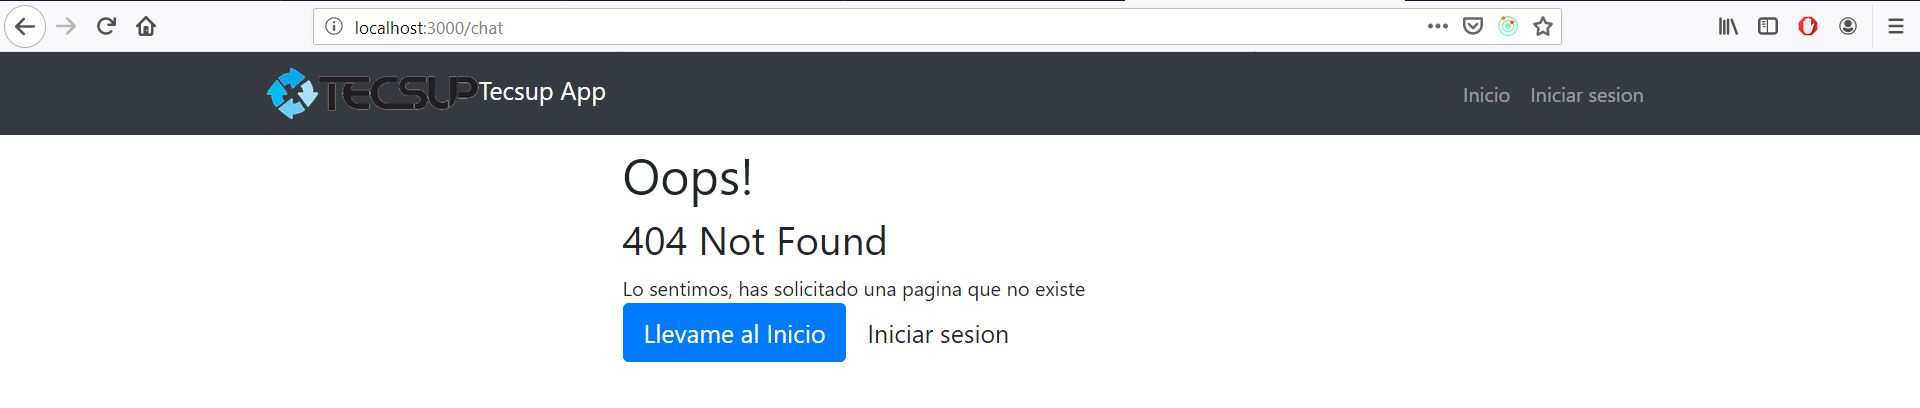 localhost:3000/chat
TECSUP Tecsup App
Inicio Iniciar sesion
Oops!
404 Not Found
Lo sentimos, has solicitado una pagina que no existe
Llevame al Inicio Iniciar sesion